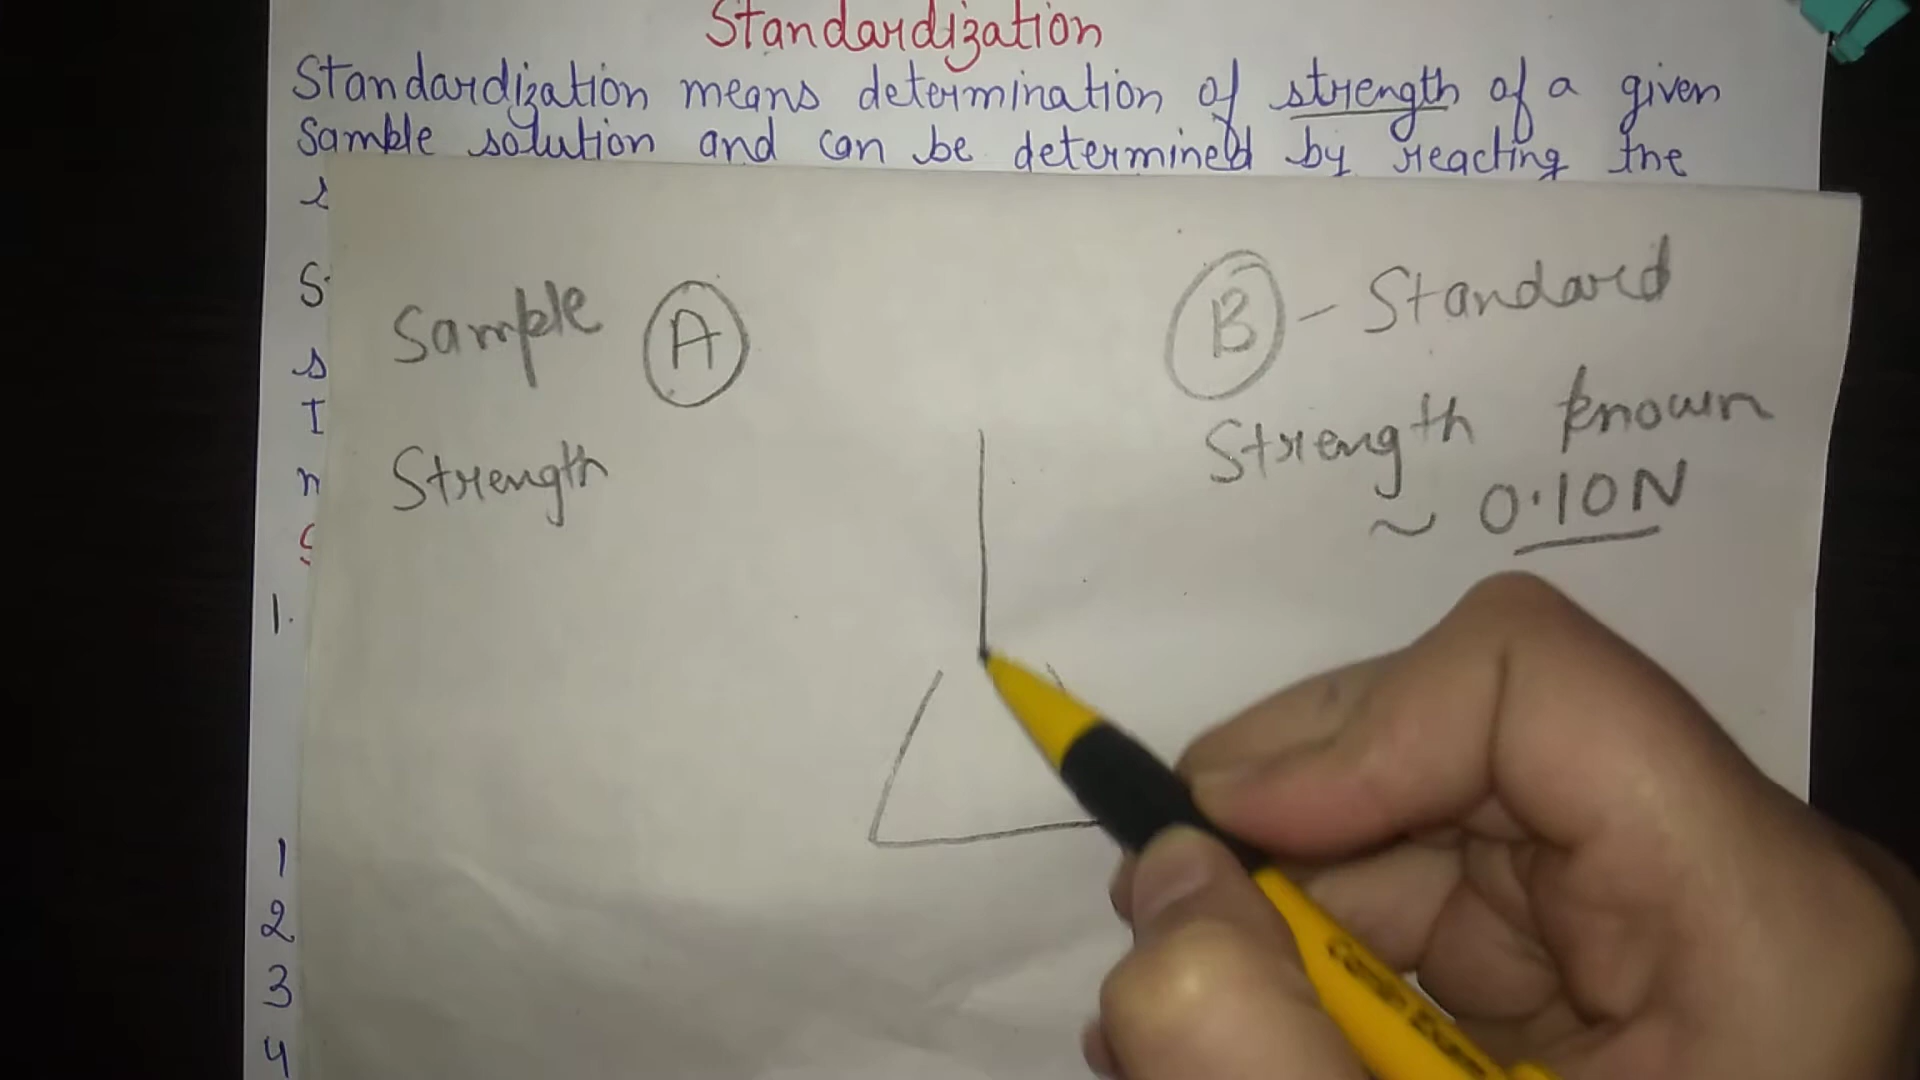 Standardization
Standardization means determination of strength of a given
Sample solution and can be determined by reacting the
S
s
I
n
1.
1
2
3
4
Sample A
Strength
B - Standard
Strength known
~ 0.10N